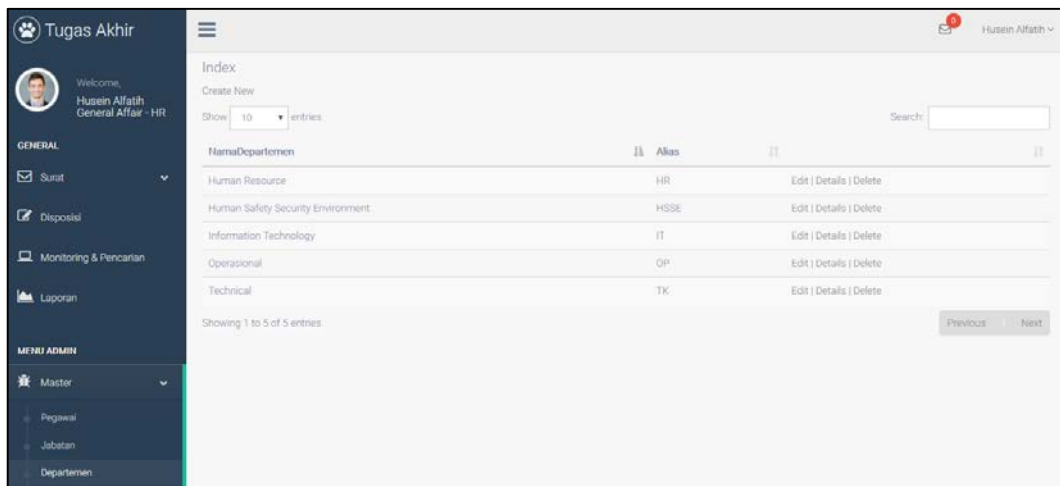 Tugas Akhir
0
Husein Alfatih
Welcome,
Husein Alfatih
General Affair - HR
GENERAL
Surat
Disposisi
Monitoring & Pencarian
Laporan
MENU ADMIN
Master
Pegawai
Jabatan
Departemen
Index
Create New
Show 10 entries
Search:
NamaDepartemen Alias
Human Resource HR Edit | Details | Delete
Human Safety Security Environment HSSE Edit | Details | Delete
Information Technology IT Edit | Details | Delete
Operasional OP Edit | Details | Delete
Technical TK Edit | Details | Delete
Showing 1 to 5 of 5 entries
Previous 1 Next